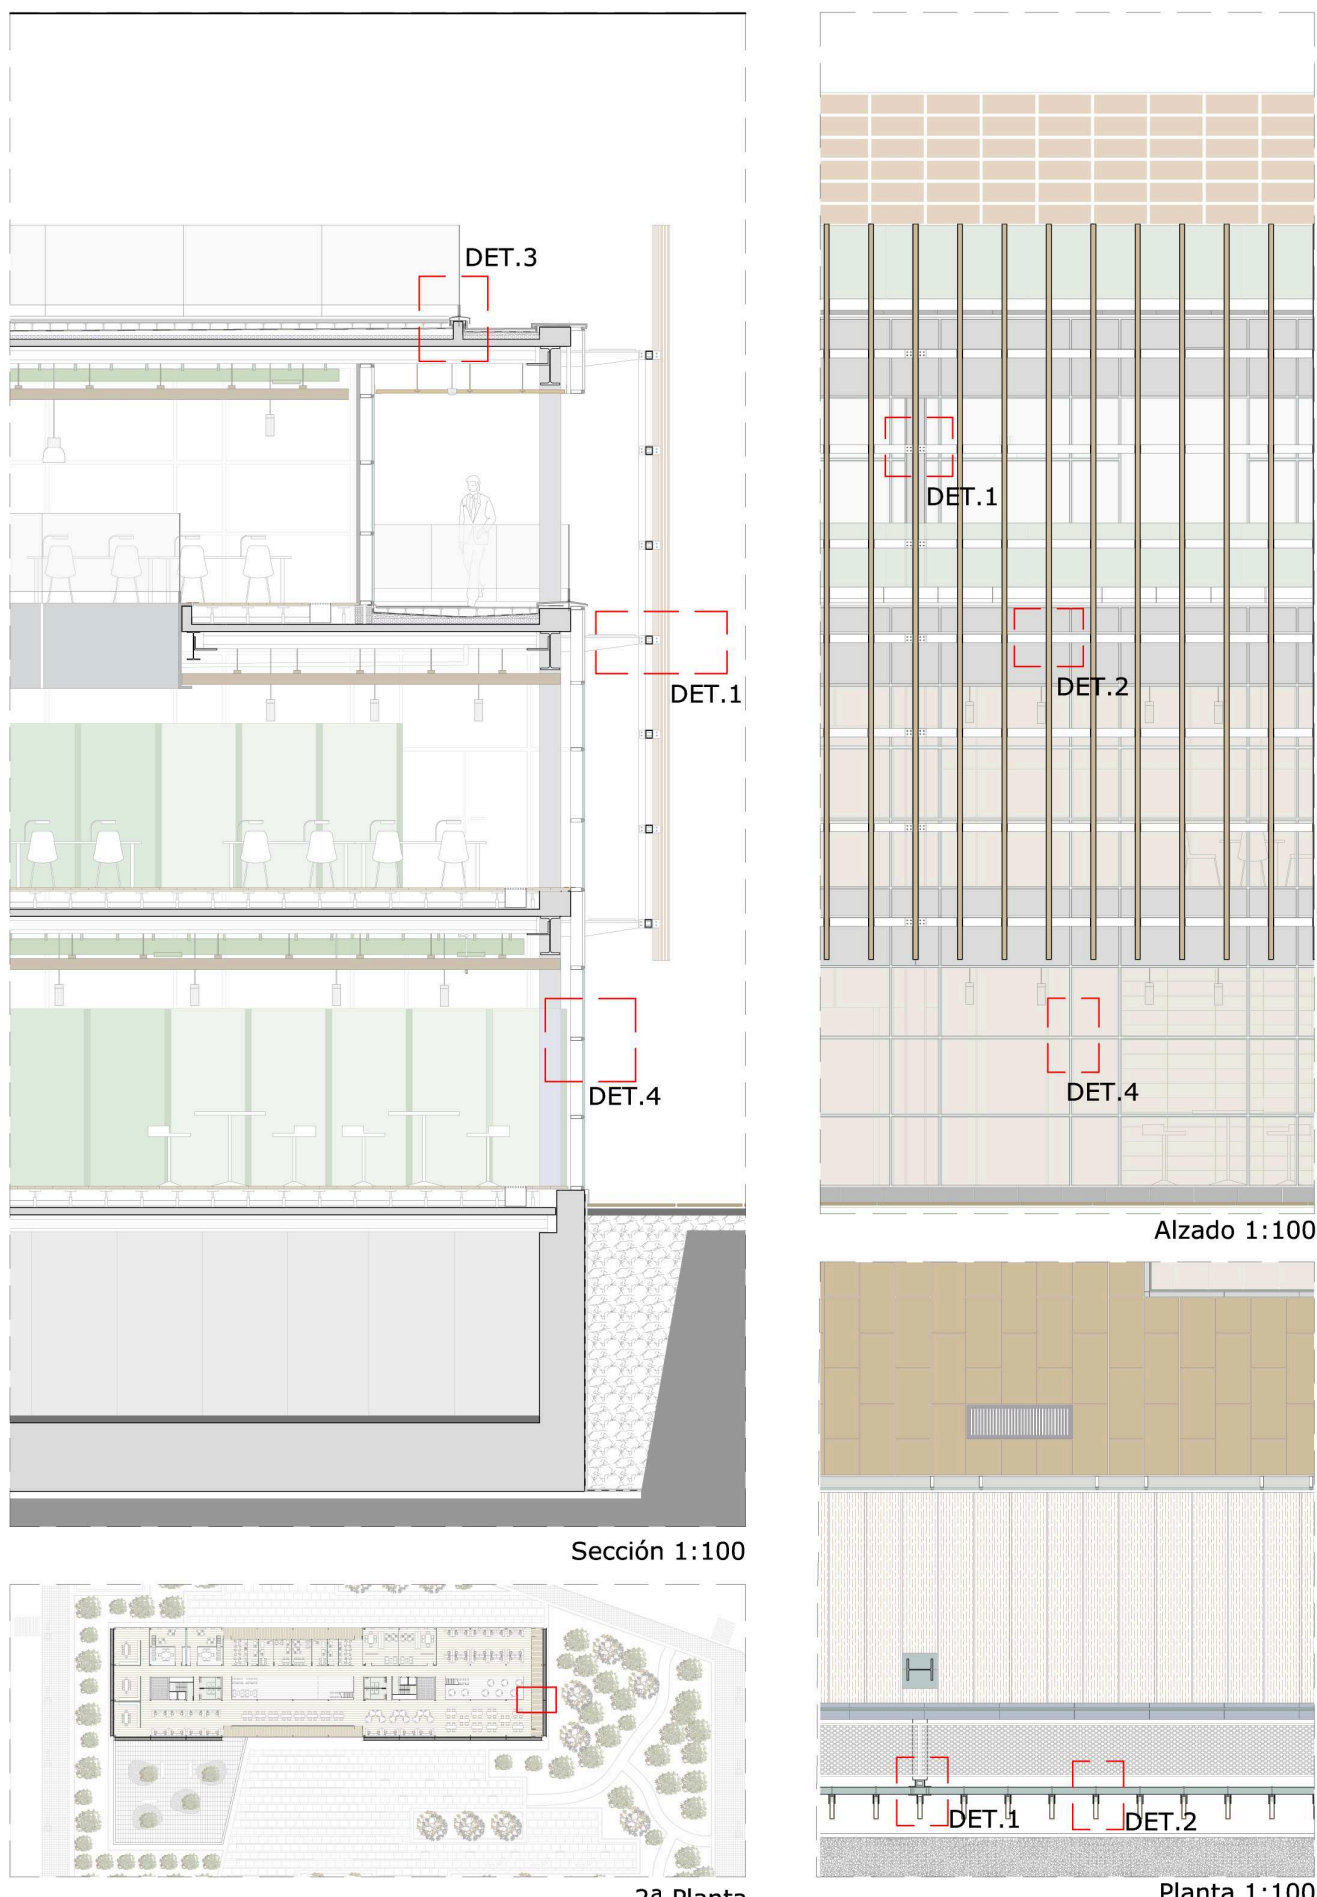 DET.3
DET.1
DET.4
Sección 1:100
DET.1
DET.2
DET.4
Alzado 1:100
DET.1
DET.2
Planta 1:100
2ª Planta